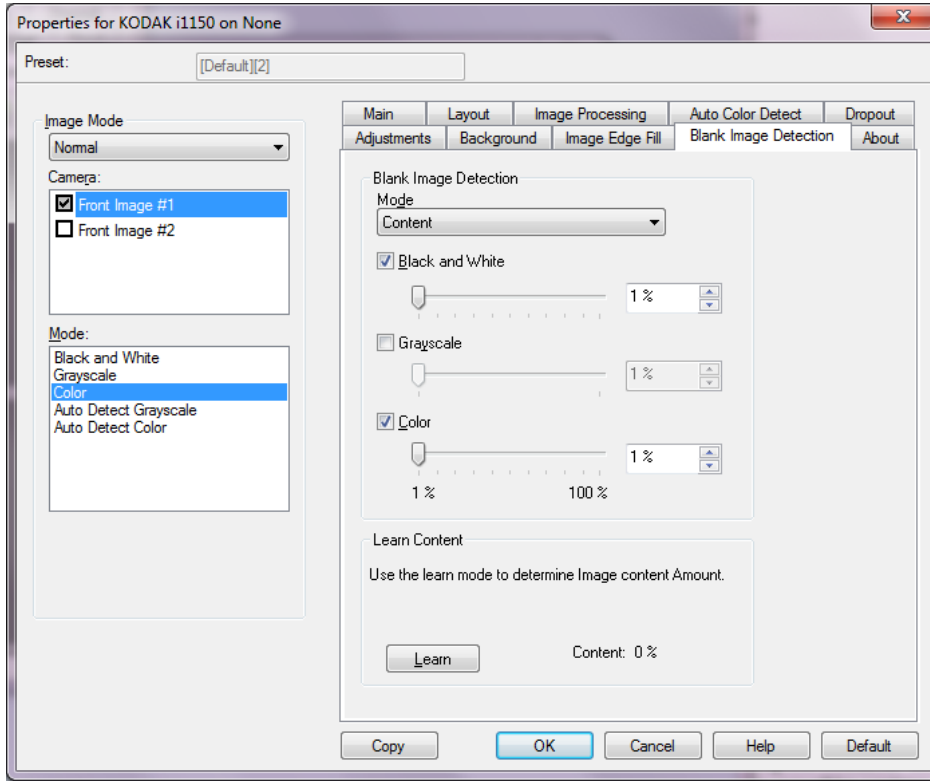 Properties for KODAK i1150 on None
x
Preset:
[Default][2]
Image Mode
Normal
Camera:
Front Image #1
Front Image #2
Mode:
Black and White
Grayscale
Color
Auto Detect Grayscale
Auto Detect Color
Main Layout Image Processing Auto Color Detect Dropout
Adjustments Background Image Edge Fill Blank Image Detection About
Blank Image Detection
Mode
Content
Black and White
1 %
Grayscale
1 %
Color
1 %
1 % 100 %
Learn Content
Use the learn mode to determine Image content Amount.
Learn Content: 0 %
Copy OK Cancel Help Default